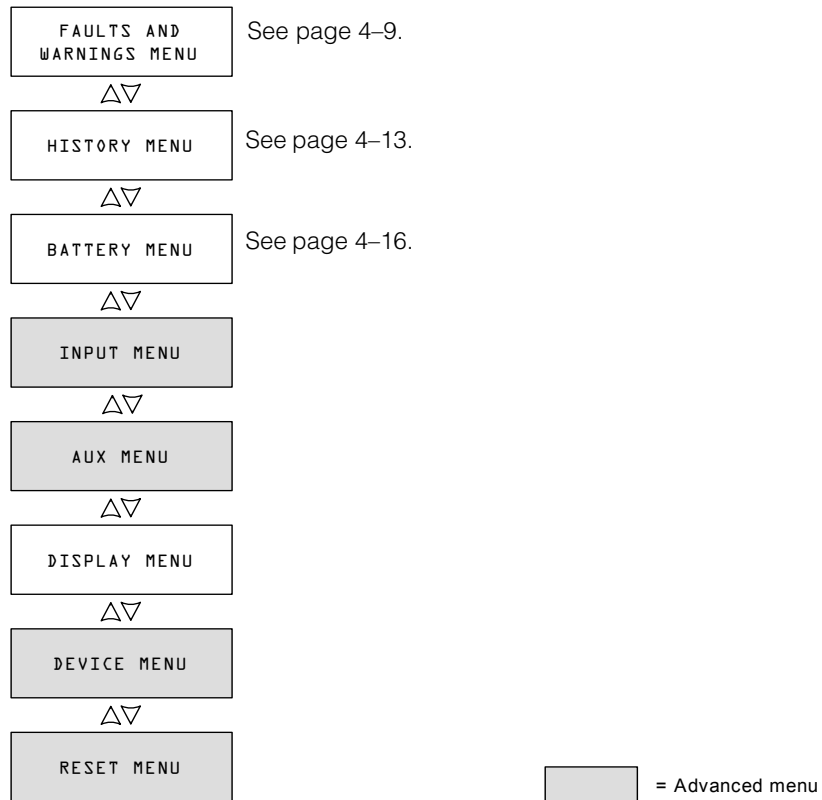 FAULTS AND
WARNINGS MENU
See page 4–9.
HISTORY MENU
See page 4–13.
BATTERY MENU
See page 4–16.
INPUT MENU
AUX MENU
DISPLAY MENU
DEVICE MENU
RESET MENU
= Advanced menu